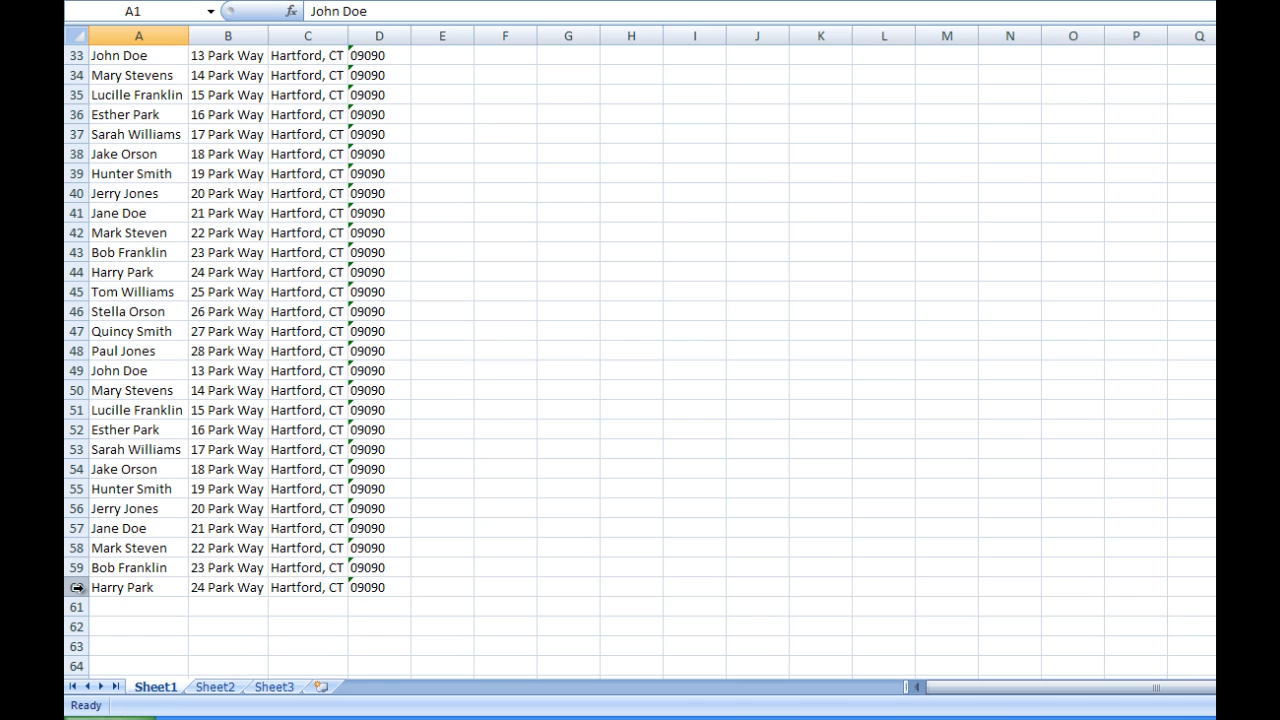 A1 fx John Doe
A B C D E F G H I J K L M N O P Q
33 John Doe 13 Park Way Hartford, CT 09090
34 Mary Stevens 14 Park Way Hartford, CT 09090
35 Lucille Franklin 15 Park Way Hartford, CT 09090
36 Esther Park 16 Park Way Hartford, CT 09090
37 Sarah Williams 17 Park Way Hartford, CT 09090
38 Jake Orson 18 Park Way Hartford, CT 09090
39 Hunter Smith 19 Park Way Hartford, CT 09090
40 Jerry Jones 20 Park Way Hartford, CT 09090
41 Jane Doe 21 Park Way Hartford, CT 09090
42 Mark Steven 22 Park Way Hartford, CT 09090
43 Bob Franklin 23 Park Way Hartford, CT 09090
44 Harry Park 24 Park Way Hartford, CT 09090
45 Tom Williams 25 Park Way Hartford, CT 09090
46 Stella Orson 26 Park Way Hartford, CT 09090
47 Quincy Smith 27 Park Way Hartford, CT 09090
48 Paul Jones 28 Park Way Hartford, CT 09090
49 John Doe 13 Park Way Hartford, CT 09090
50 Mary Stevens 14 Park Way Hartford, CT 09090
51 Lucille Franklin 15 Park Way Hartford, CT 09090
52 Esther Park 16 Park Way Hartford, CT 09090
53 Sarah Williams 17 Park Way Hartford, CT 09090
54 Jake Orson 18 Park Way Hartford, CT 09090
55 Hunter Smith 19 Park Way Hartford, CT 09090
56 Jerry Jones 20 Park Way Hartford, CT 09090
57 Jane Doe 21 Park Way Hartford, CT 09090
58 Mark Steven 22 Park Way Hartford, CT 09090
59 Bob Franklin 23 Park Way Hartford, CT 09090
Harry Park 24 Park Way Hartford, CT 09090
61
62
63
64
Sheet1 Sheet2 Sheet3
Ready